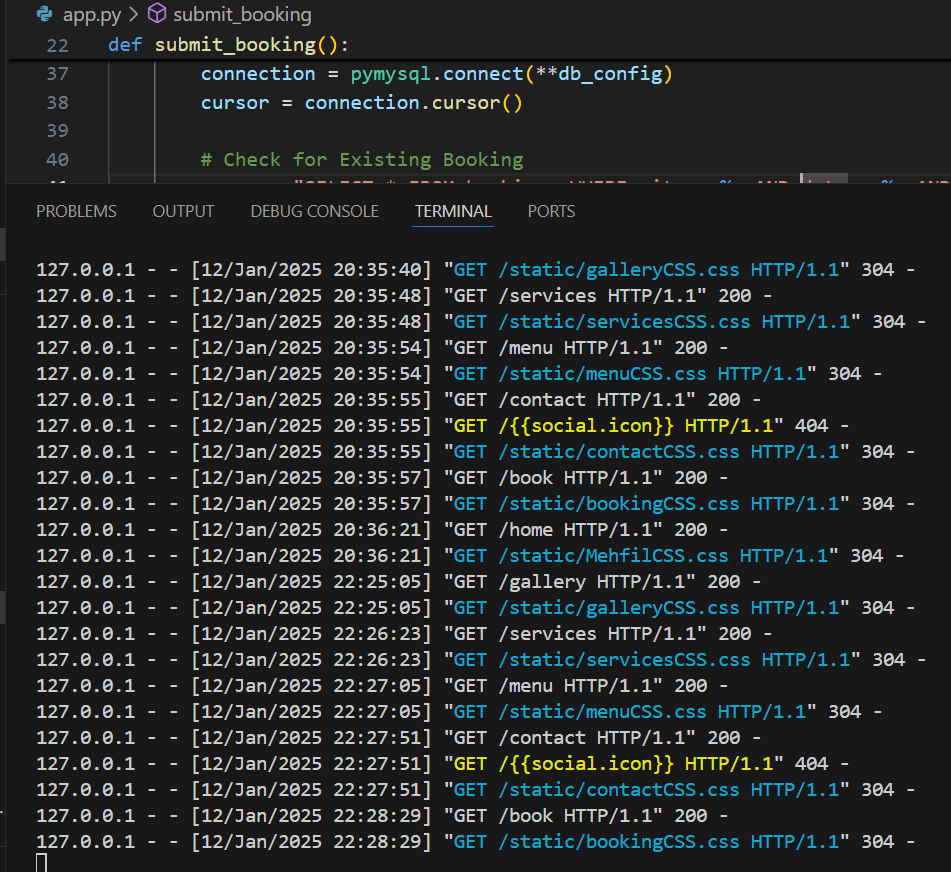 app.py > submit_booking
22 def submit_booking():
37 connection = pymysql.connect(**db_config)
38 cursor = connection.cursor()
39
40 # Check for Existing Booking
PROBLEMS OUTPUT DEBUG CONSOLE TERMINAL PORTS
127.0.0.1 - - [12/Jan/2025 20:35:40] "GET /static/galleryCSS.css HTTP/1.1" 304 -
127.0.0.1 - - [12/Jan/2025 20:35:48] "GET /services HTTP/1.1" 200 -
127.0.0.1 - - [12/Jan/2025 20:35:48] "GET /static/servicesCSS.css HTTP/1.1" 304 -
127.0.0.1 - - [12/Jan/2025 20:35:54] "GET /menu HTTP/1.1" 200 -
127.0.0.1 - - [12/Jan/2025 20:35:54] "GET /static/menuCSS.css HTTP/1.1" 304 -
127.0.0.1 - - [12/Jan/2025 20:35:55] "GET /contact HTTP/1.1" 200 -
127.0.0.1 - - [12/Jan/2025 20:35:55] "GET /{{social.icon}} HTTP/1.1" 404 -
127.0.0.1 - - [12/Jan/2025 20:35:55] "GET /static/contactCSS.css HTTP/1.1" 304 -
127.0.0.1 - - [12/Jan/2025 20:35:57] "GET /book HTTP/1.1" 200 -
127.0.0.1 - - [12/Jan/2025 20:35:57] "GET /static/bookingCSS.css HTTP/1.1" 304 -
127.0.0.1 - - [12/Jan/2025 20:36:21] "GET /home HTTP/1.1" 200 -
127.0.0.1 - - [12/Jan/2025 20:36:21] "GET /static/MehfilCSS.css HTTP/1.1" 304 -
127.0.0.1 - - [12/Jan/2025 22:25:05] "GET /gallery HTTP/1.1" 200 -
127.0.0.1 - - [12/Jan/2025 22:25:05] "GET /static/galleryCSS.css HTTP/1.1" 304 -
127.0.0.1 - - [12/Jan/2025 22:26:23] "GET /services HTTP/1.1" 200 -
127.0.0.1 - - [12/Jan/2025 22:26:23] "GET /static/servicesCSS.css HTTP/1.1" 304 -
127.0.0.1 - - [12/Jan/2025 22:27:05] "GET /menu HTTP/1.1" 200 -
127.0.0.1 - - [12/Jan/2025 22:27:05] "GET /static/menuCSS.css HTTP/1.1" 304 -
127.0.0.1 - - [12/Jan/2025 22:27:51] "GET /contact HTTP/1.1" 200 -
127.0.0.1 - - [12/Jan/2025 22:27:51] "GET /{{social.icon}} HTTP/1.1" 404 -
127.0.0.1 - - [12/Jan/2025 22:27:51] "GET /static/contactCSS.css HTTP/1.1" 304 -
127.0.0.1 - - [12/Jan/2025 22:28:29] "GET /book HTTP/1.1" 200 -
127.0.0.1 - - [12/Jan/2025 22:28:29] "GET /static/bookingCSS.css HTTP/1.1" 304 -